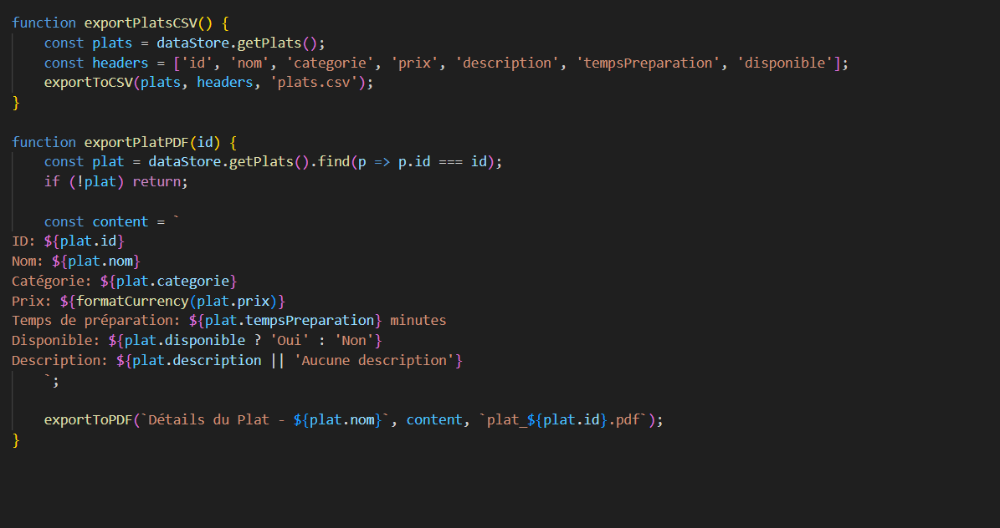 function exportPlatsCSV() {
    const plats = dataStore.getPlats();
    const headers = ['id', 'nom', 'categorie', 'prix', 'description', 'tempsPreparation', 'disponible'];
    exportToCSV(plats, headers, 'plats.csv');
}

function exportPlatPDF(id) {
    const plat = dataStore.getPlats().find(p => p.id === id);
    if (!plat) return;

    const content = `
ID: ${plat.id}
Nom: ${plat.nom}
Catégorie: ${plat.categorie}
Prix: ${formatCurrency(plat.prix)}
Temps de préparation: ${plat.tempsPreparation} minutes
Disponible: ${plat.disponible ? 'Oui' : 'Non'}
Description: ${plat.description || 'Aucune description'}
    `;

    exportToPDF(`Détails du Plat - ${plat.nom}`, content, `plat_${plat.id}.pdf`);
}